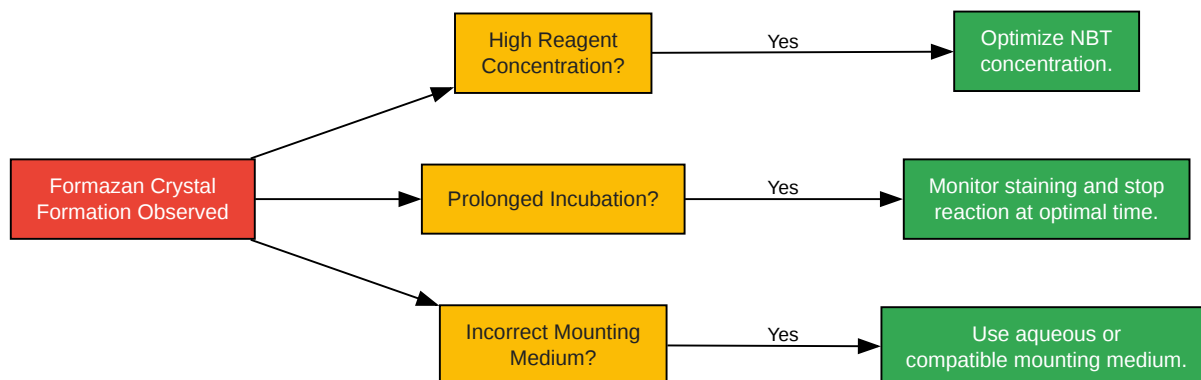 Formazan Crystal
Formation Observed
High Reagent
Concentration?
Yes
Optimize NBT
concentration.
Prolonged Incubation?
Yes
Monitor staining and stop
reaction at optimal time.
Incorrect Mounting
Medium?
Yes
Use aqueous or
compatible mounting medium.